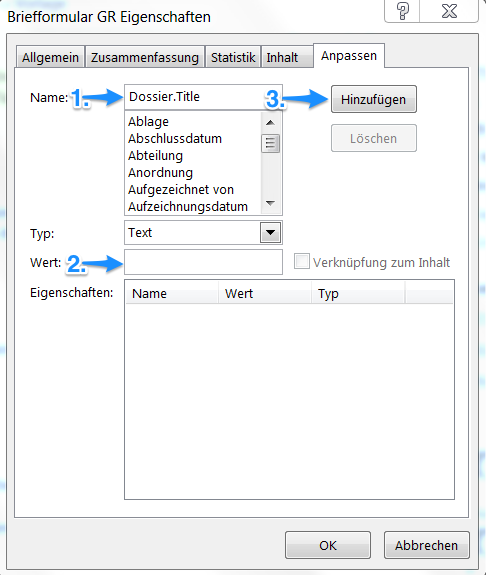 Briefformular GR Eigenschaften
?
Allgemein Zusammenfassung Statistik Inhalt Anpassen
Name: 1. Dossier.Title 3. Hinzufügen
Ablage
Abschlussdatum Löschen
Abteilung
Anordnung
Aufgezeichnet von
Aufzeichnungsdatum
Typ: Text
Wert: 2. Verknüpfung zum Inhalt
Eigenschaften: Name Wert Typ
OK Abbrechen